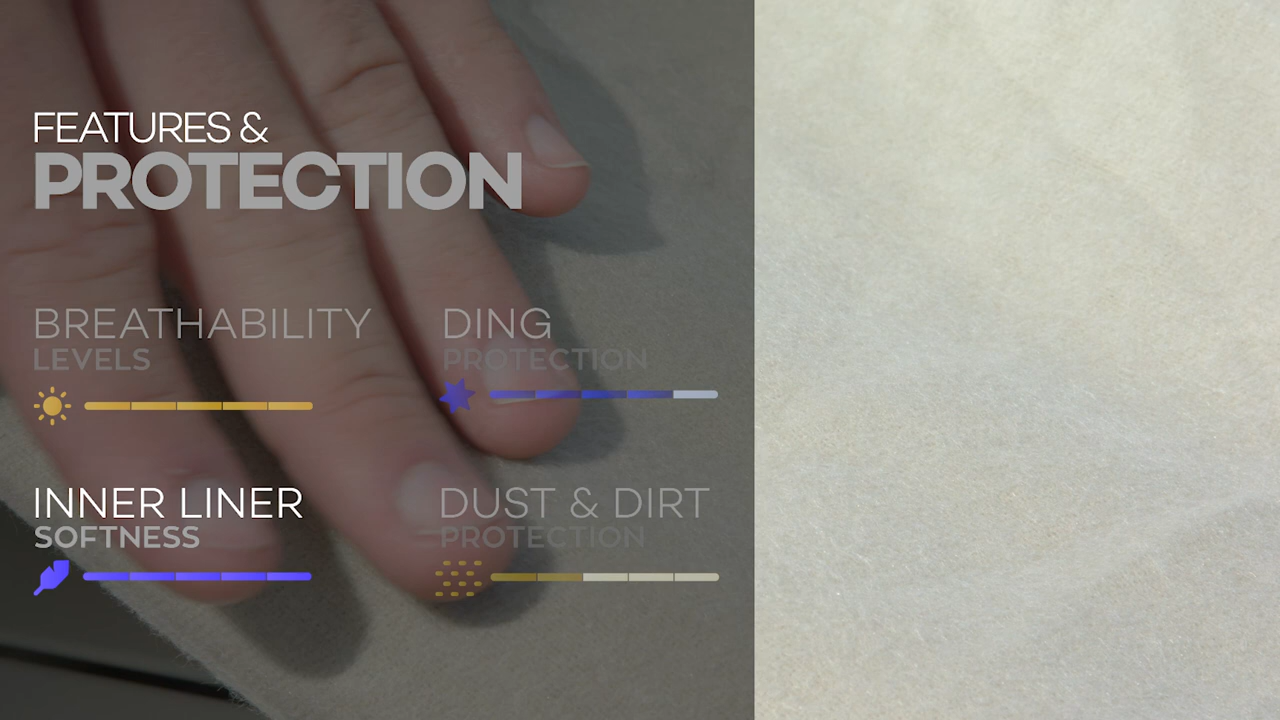 FEATURES &
PROTECTION
BREATHABILITY
LEVELS
DING
PROTECTION
INNER LINER
SOFTNESS
DUST & DIRT
PROTECTION